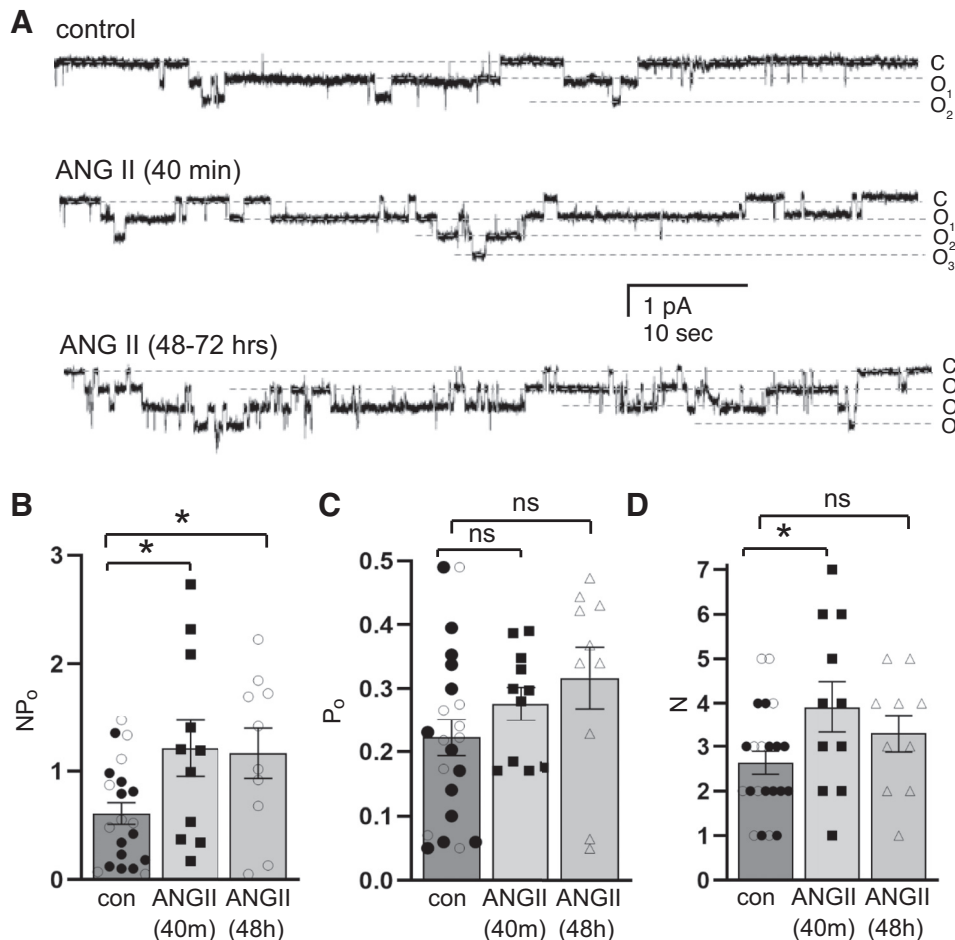 A
control
C
O1
O2
ANG II (40 min)
C
O1
O2
O3
1 pA
10 sec
ANG II (48-72 hrs)
C
O
O
O
B
*
*
3
2
1
0
NPo
con
ANGII
(40m)
ANGII
(48h)
C
ns
ns
0.5
0.4
0.3
0.2
0.1
0.0
Po
con
ANGII
(40m)
ANGII
(48h)
D
ns
*
7
6
5
4
3
2
1
0
N
con
ANGII
(40m)
ANGII
(48h)